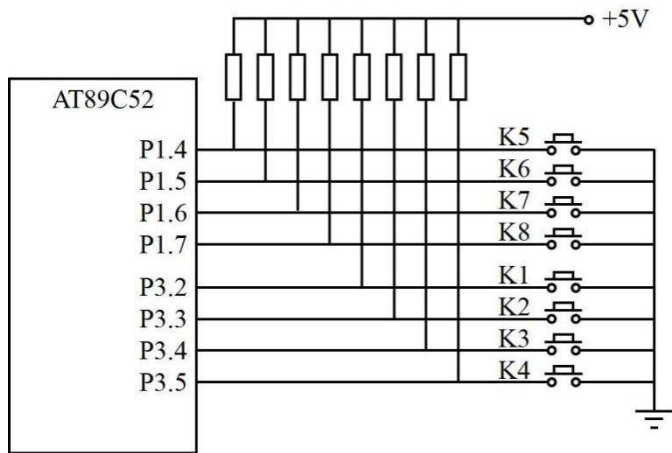 +5V
AT89C52
P1.4 K5
P1.5 K6
P1.6 K7
P1.7 K8
P3.2 K1
P3.3 K2
P3.4 K3
P3.5 K4